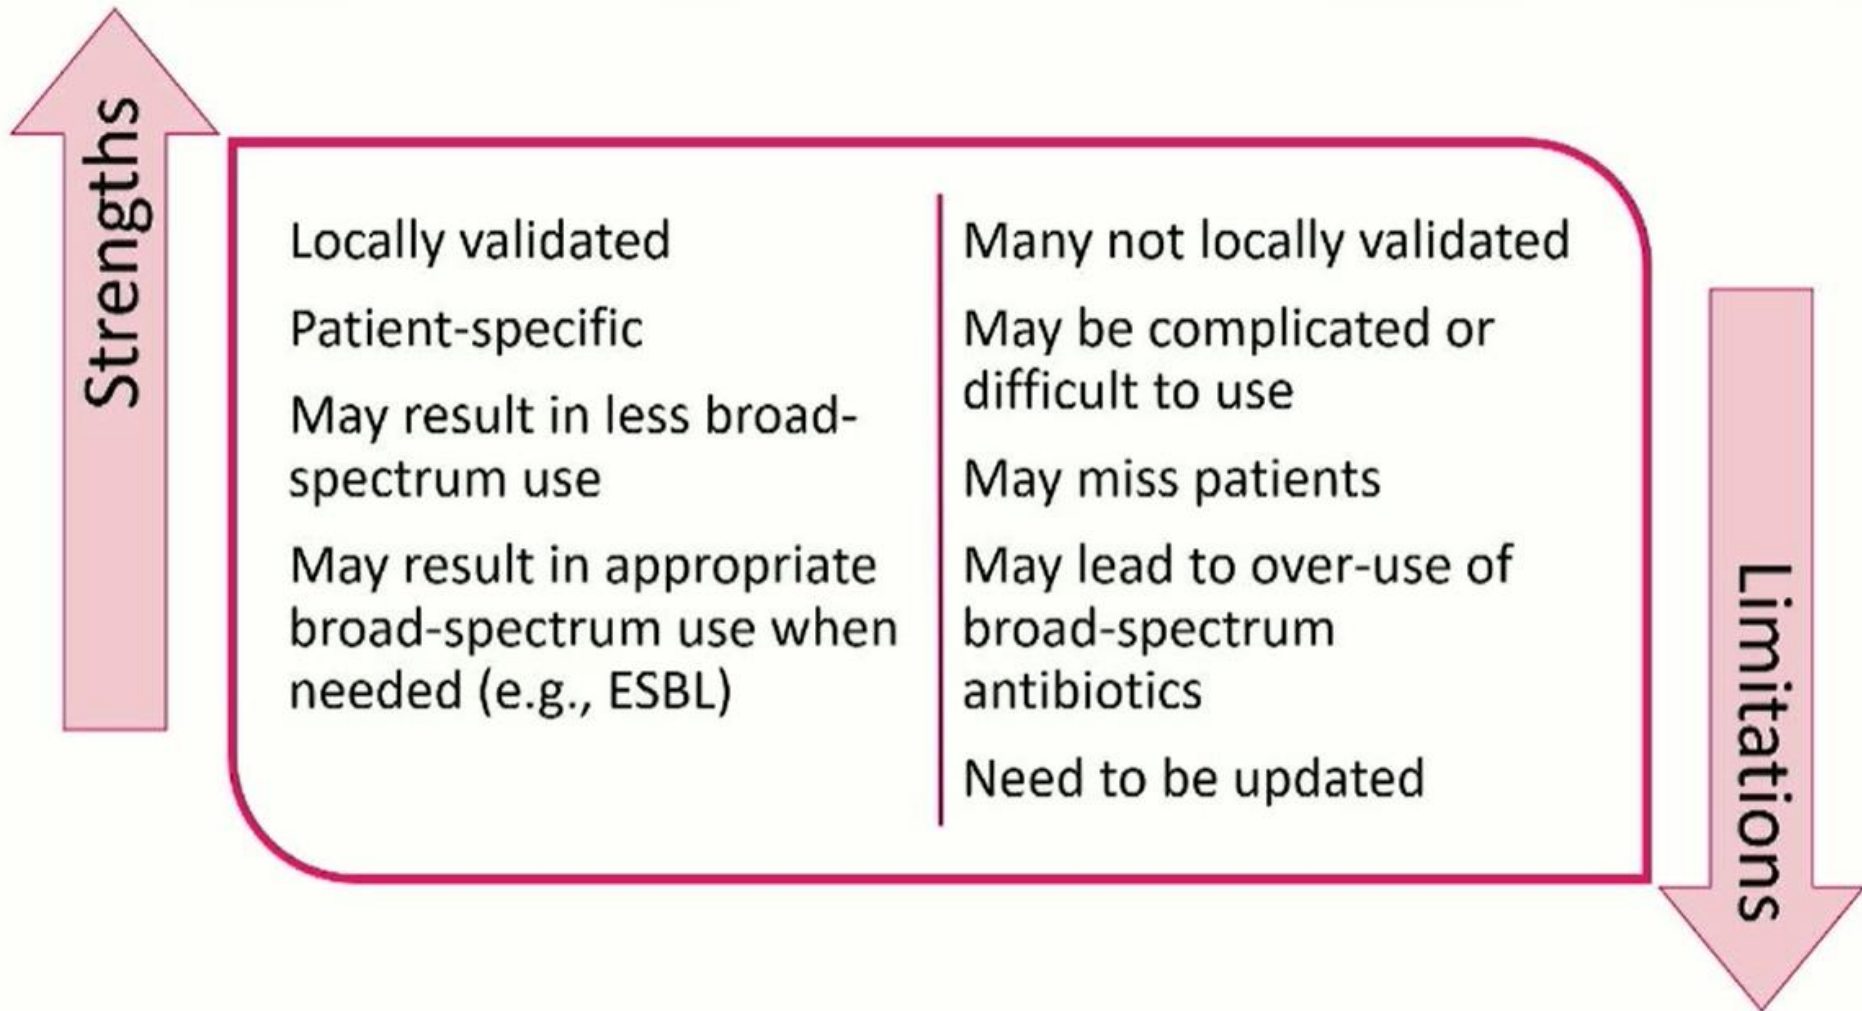 Strengths
Locally validated
Patient-specific
May result in less broad-
spectrum use
May result in appropriate
broad-spectrum use when
needed (e.g., ESBL)
Many not locally validated
May be complicated or
difficult to use
May miss patients
May lead to over-use of
broad-spectrum
antibiotics
Need to be updated
Limitations